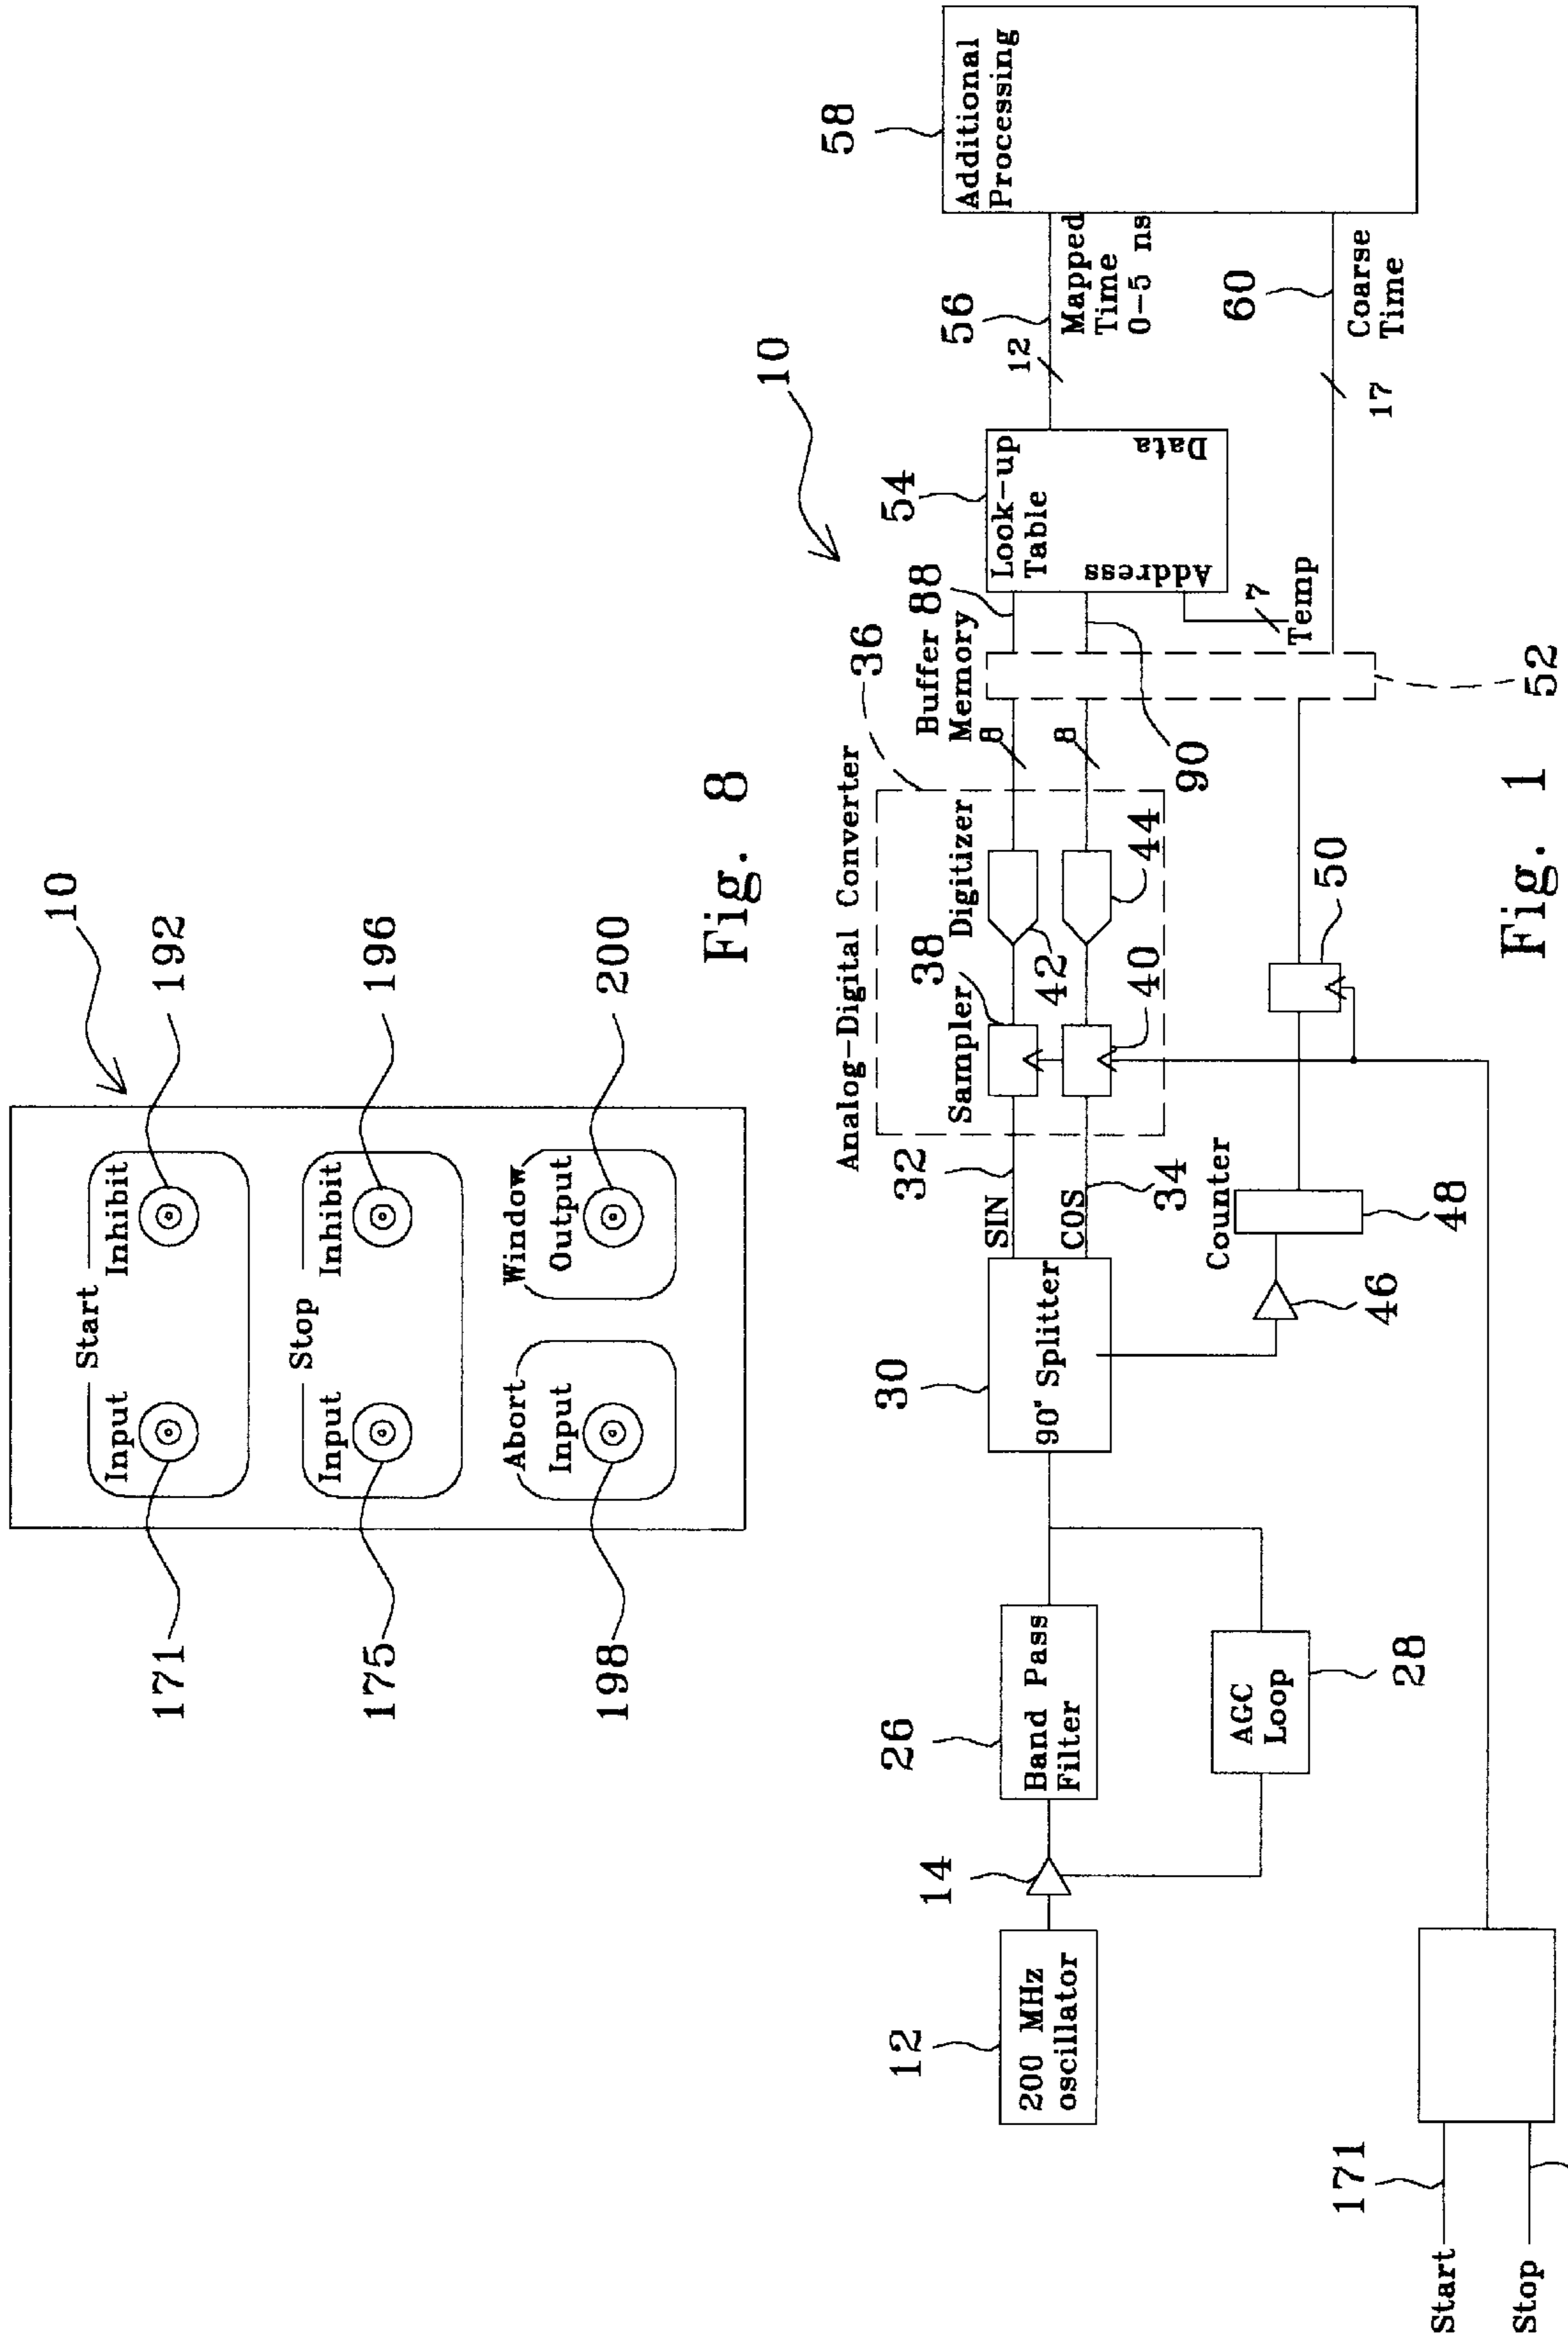 10
Start
Input
Inhibit
171
192
Stop
Input
Inhibit
175
196
Abort
Input
Window
Output
198
200
Fig. 8
10
12
200 MHz
oscillator
14
26
Band Pass
Filter
AGC
Loop
28
30
90° Splitter
SIN
32
COS
34
Analog-Digital Converter
36
Sampler
38
Digitizer
42
40
44
Counter
46
48
50
Buffer
Memory
8
8
88
90
52
54
Look-up
Table
Address
Data
7
Temp
12
56
Mapped
Time
0-5 ns
17
60
Coarse
Time
58
Additional
Processing
Start
171
Stop
Fig. 1